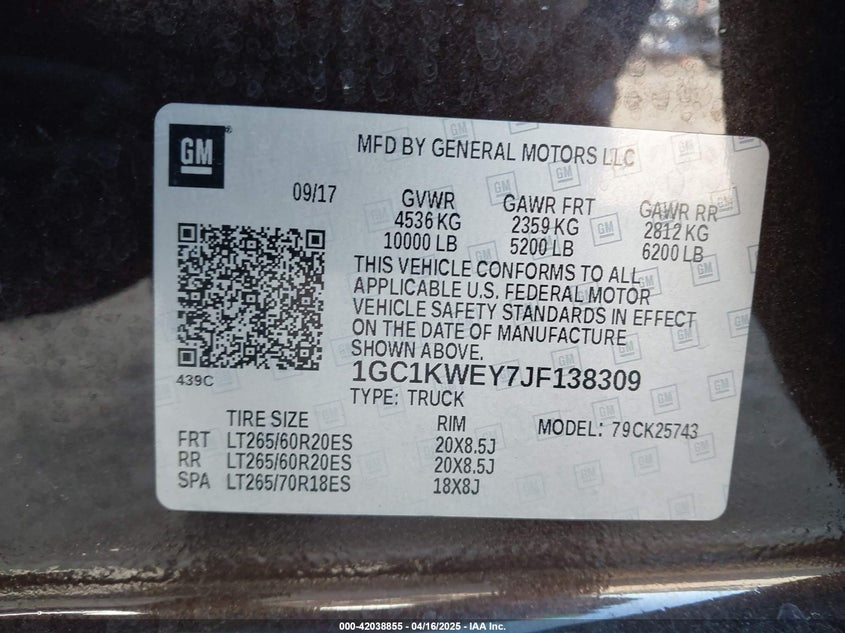 GM
MFD BY GENERAL MOTORS LLC
09/17
GVWR
4536 KG
10000 LB
GAWR FRT
2359 KG
5200 LB
GAWR RR
2812 KG
6200 LB
THIS VEHICLE CONFORMS TO ALL
APPLICABLE U.S. FEDERAL MOTOR
VEHICLE SAFETY STANDARDS IN EFFECT
ON THE DATE OF MANUFACTURE
SHOWN ABOVE.
439C
1GC1KWEY7JF138309
TYPE: TRUCK
MODEL: 79CK25743
TIRE SIZE RIM
FRT LT265/60R20ES 20X8.5J
RR LT265/60R20ES 20X8.5J
SPA LT265/70R18ES 18X8J
000-42038855 - 04/16/2025 - IAA Inc.